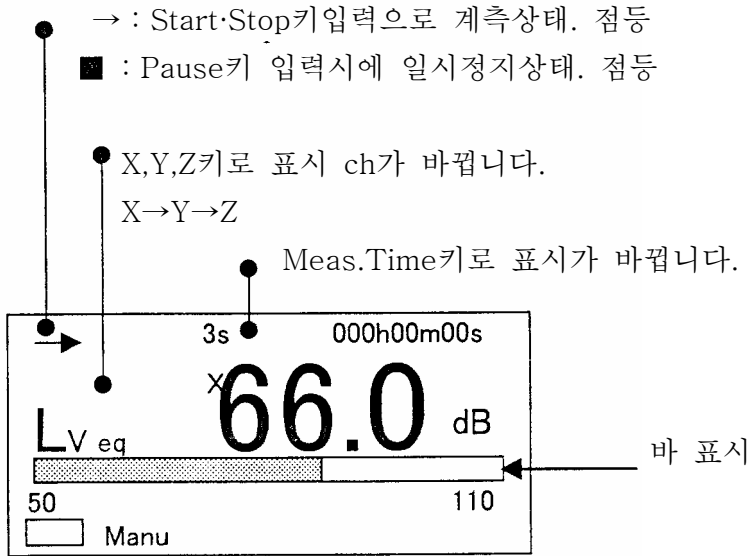 → : Start·Stop키입력으로 계측상태. 점등
■ : Pause키 입력시에 일시정지상태. 점등
X,Y,Z키로 표시 ch가 바뀝니다.
X→Y→Z
Meas.Time키로 표시가 바뀝니다.
3s 000h00m00s
X 66.0 dB
LV eq
바 표시
50 110
Manu